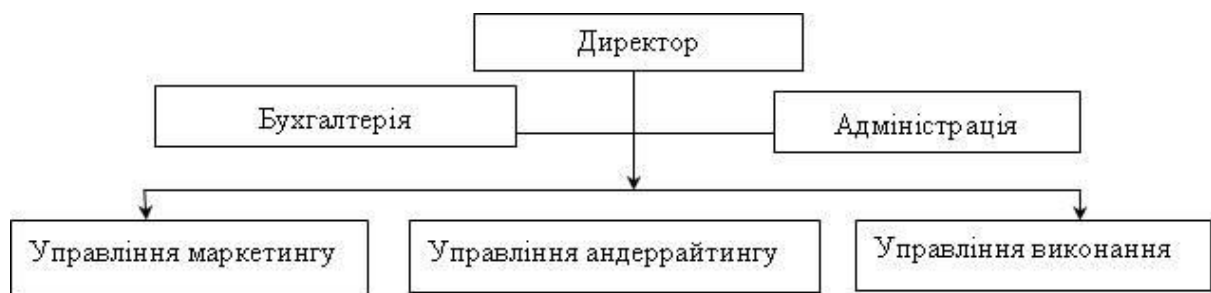 Директор
Бухгалтерія
Адміністрація
Управління маркетингу
Управління андеррайтингу
Управління виконання